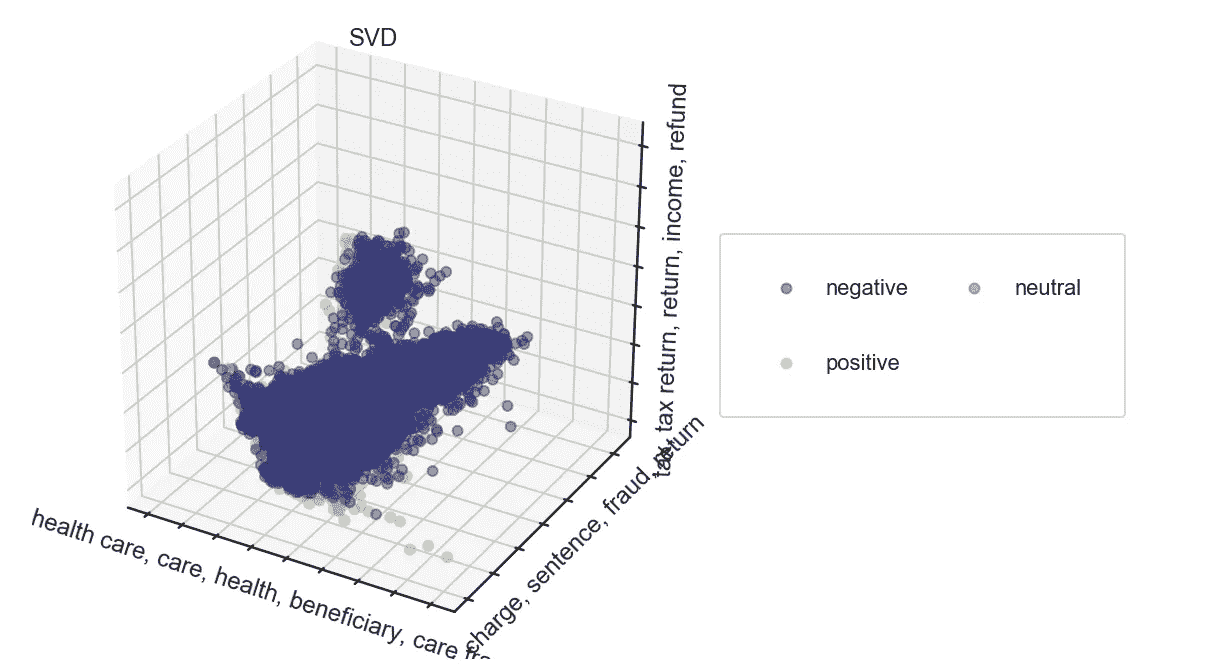 SVD
tax, tax return, return, income, refund
negative
neutral
positive
health care, care, health, beneficiary, care
charge, sentence, fraud, return